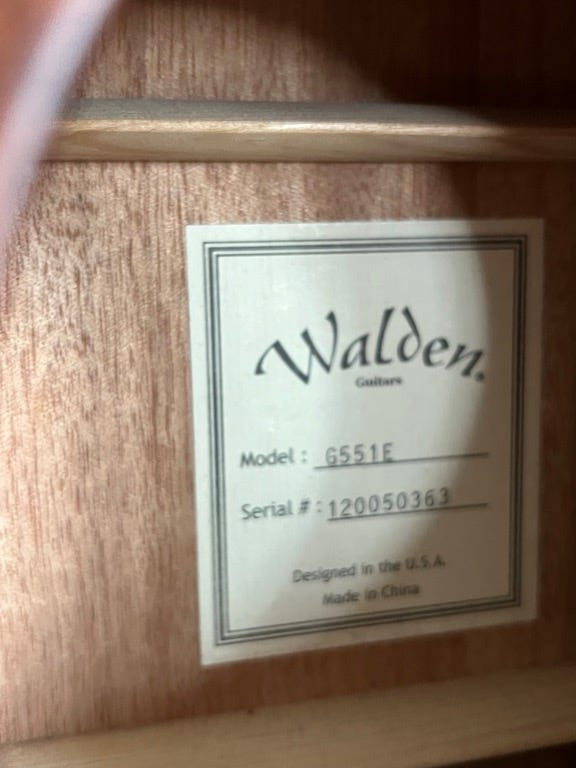 Walden®
Guitars
Model : G551E
Serial # : 120050363
Designed in the U.S.A.
Made in China